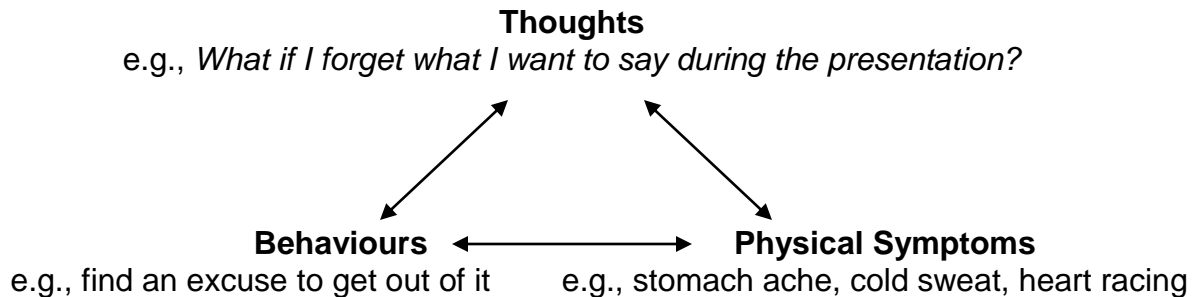 Thoughts
e.g., What if I forget what I want to say during the presentation?
Behaviours
Physical Symptoms
e.g., find an excuse to get out of it
e.g., stomach ache, cold sweat, heart racing